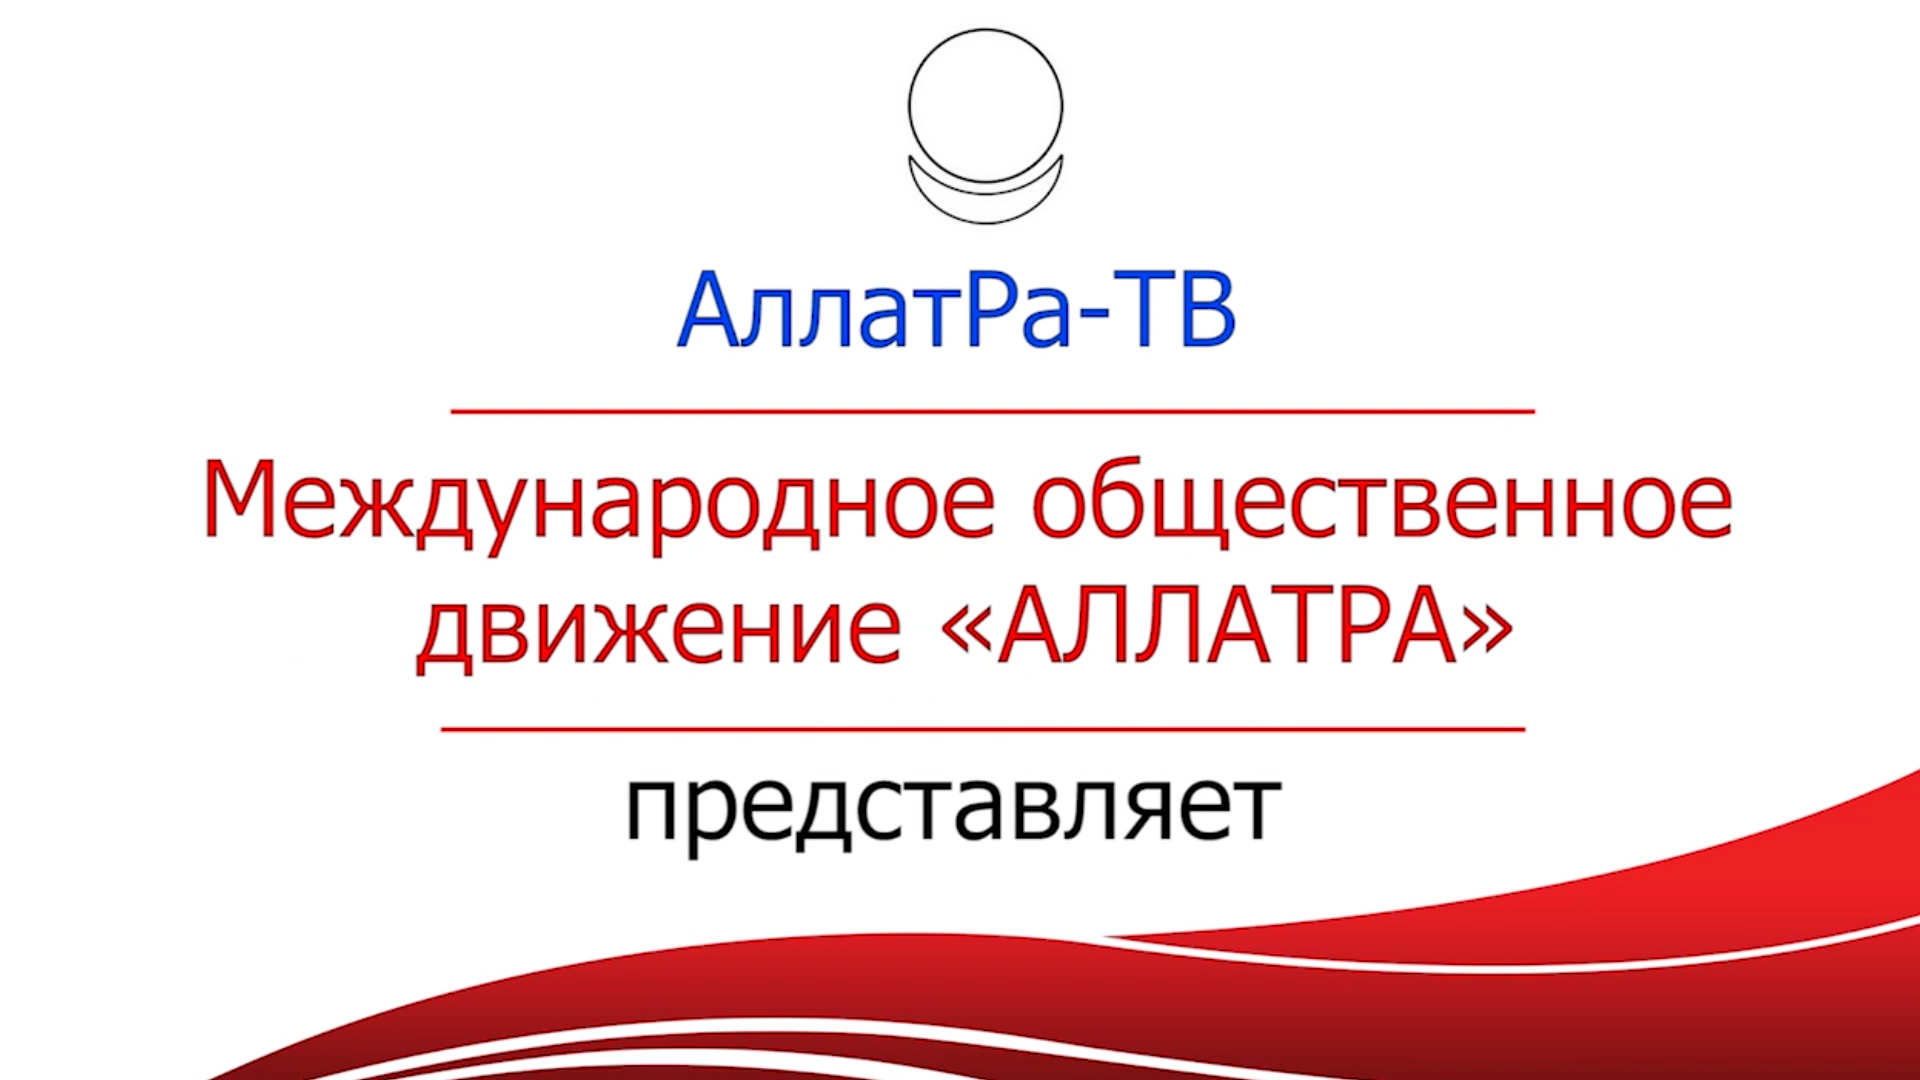 АллатРа-ТВ
Международное общественное
движение «АЛЛАТРА»
представляет